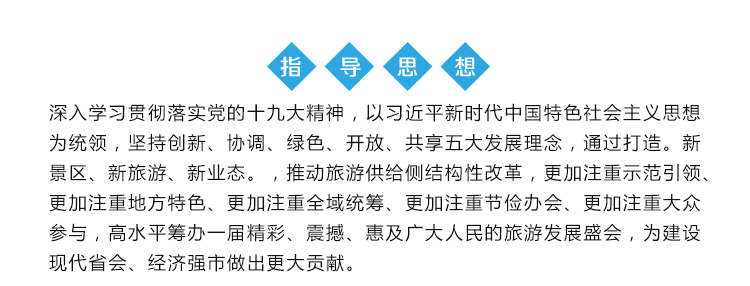 指导思想
深入学习贯彻落实党的十九大精神，以习近平新时代中国特色社会主义思想
为统领，坚持创新、协调、绿色、开放、共享五大发展理念，通过打造。新
景区、新旅游、新业态。，推动旅游供给侧结构性改革，更加注重示范引领、
更加注重地方特色、更加注重全域统筹、更加注重节俭办会、更加注重大众
参与，高水平筹办一届精彩、震撼、惠及广大人民的旅游发展盛会，为建设
现代省会、经济强市做出更大贡献。